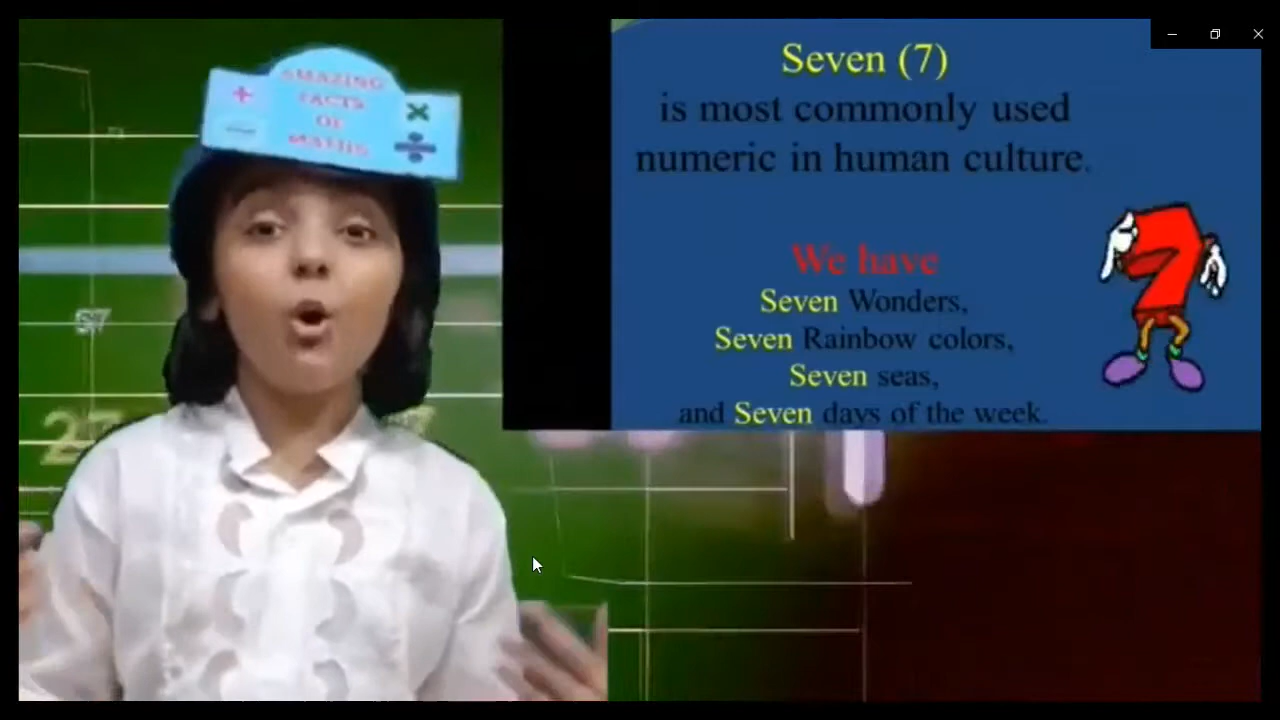 AMAZING
FACTS
OF
MATHS
+
×
÷
Seven (7)
is most commonly used
numeric in human culture.
We have
Seven Wonders,
Seven Rainbow colors,
Seven seas,
and Seven days of the week.